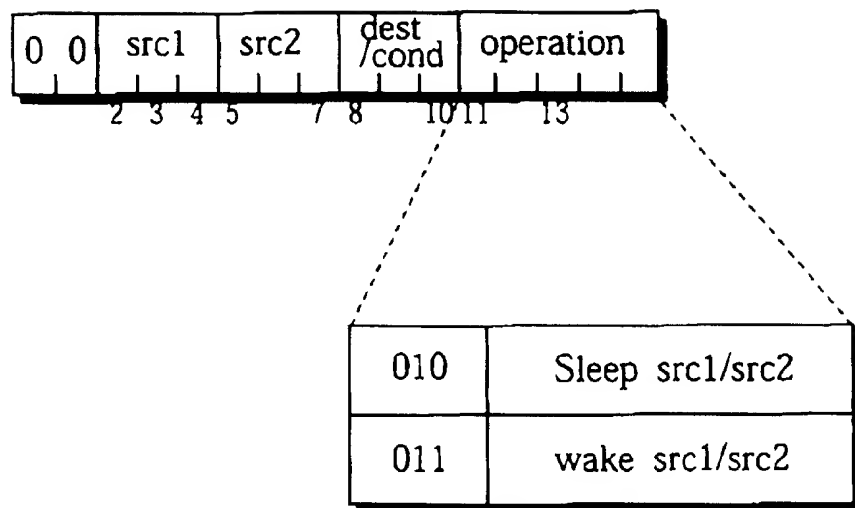 0 0 src1 src2 dest /cond operation
2 3 4 5 7 8 10 11 13
010 Sleep src1/src2
011 wake src1/src2